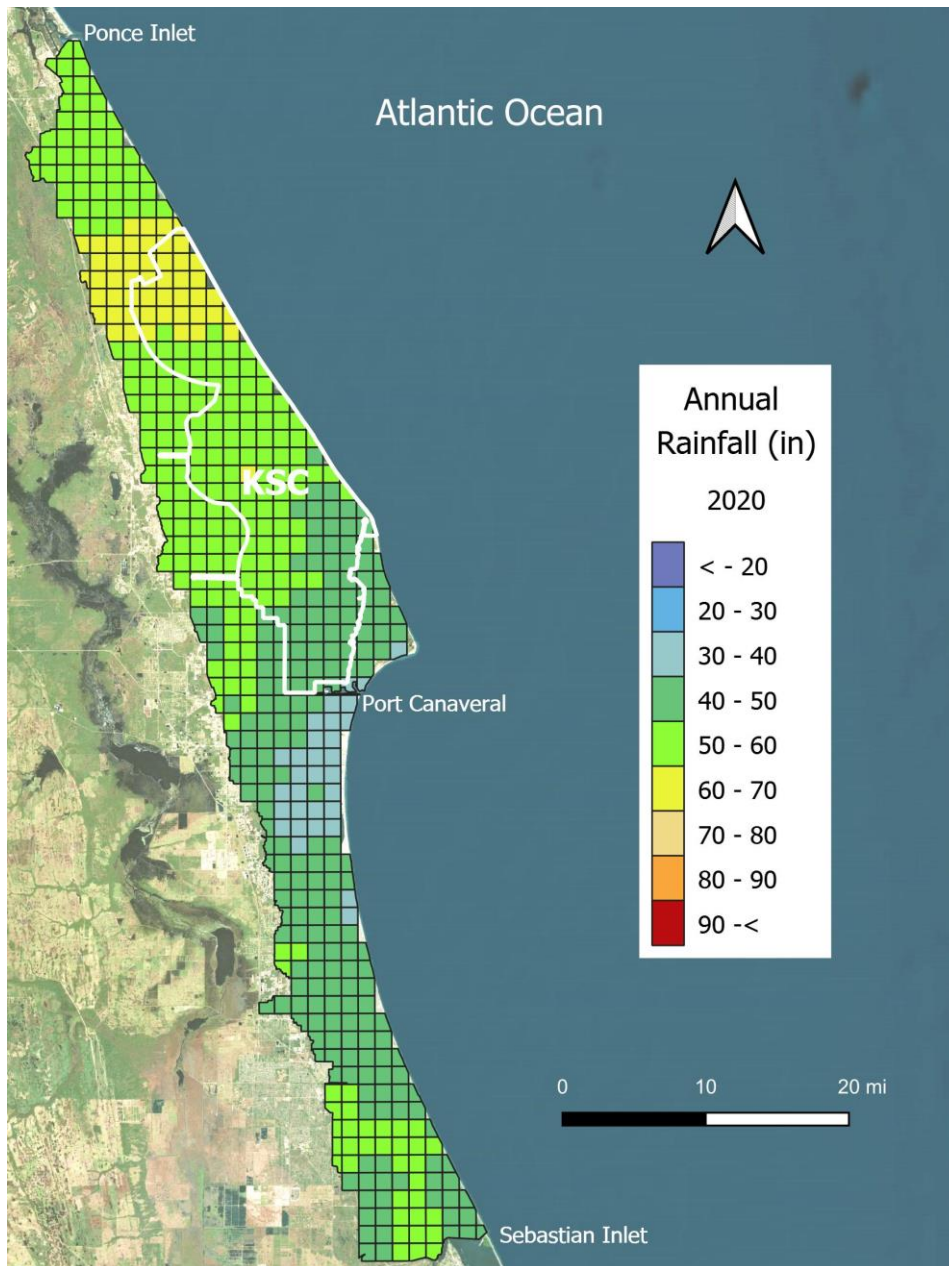 Ponce Inlet
Atlantic Ocean
KSC
Port Canaveral
Sebastian Inlet
Annual
Rainfall (in)
2020
< - 20
20 - 30
30 - 40
40 - 50
50 - 60
60 - 70
70 - 80
80 - 90
90 -<
0 10 20 mi